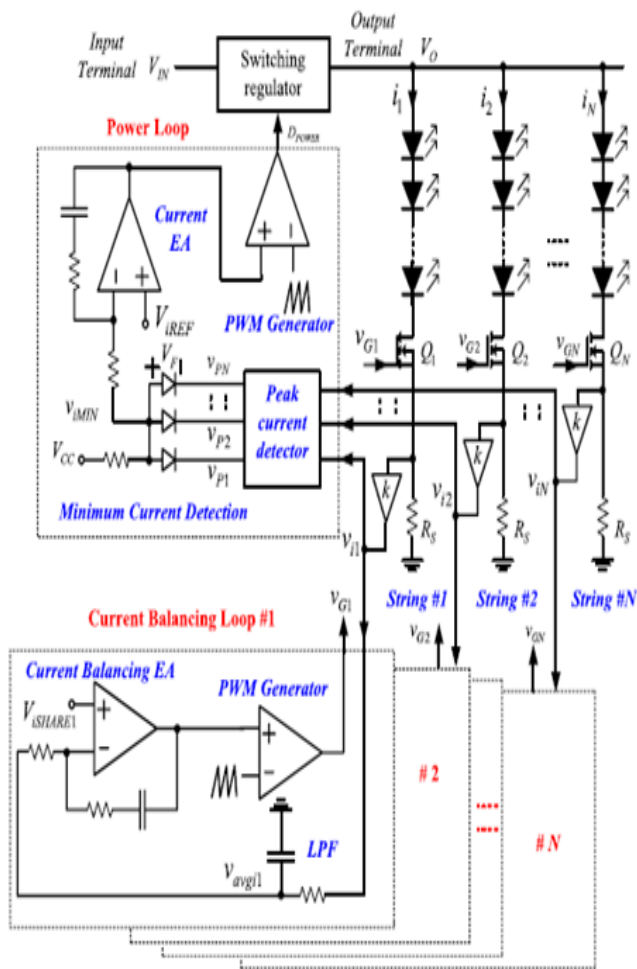 Input
Terminal V_IN
Switching
regulator
Output
Terminal V_O
Power Loop
D_POWER
i_1
i_2
i_N
Current
EA
+
−
−
+
V_iREF
PWM Generator
+ V_F −
v_PN
v_P2
v_P1
v_iMIN
V_CC
Peak
current
detector
Minimum Current Detection
v_G1
Q_1
v_G2
Q_2
v_GN
Q_N
k
k
k
v_i1
v_i2
v_iN
R_S
R_S
R_S
String #1
String #2
String #N
Current Balancing Loop #1
v_G1
v_G2
v_GN
Current Balancing EA
PWM Generator
V_iSHARE1
+
−
+
−
LPF
v_avgi1
# 2
# N